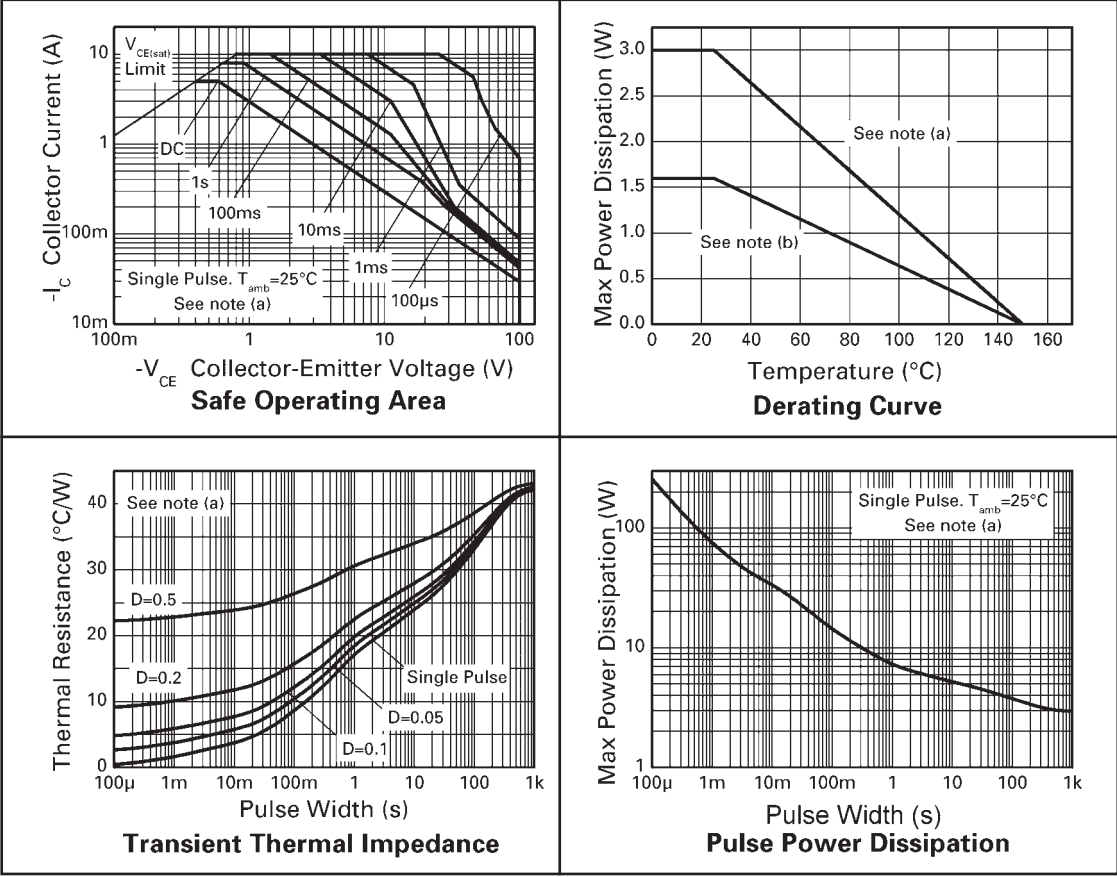 10
1
100m
10m
100m
1
10
100
V CE(sat)
Limit
DC
1s
100ms
10ms
1ms
100µs
Single Pulse. Tamb=25°C
See note (a)
-IC Collector Current (A)
-VCE Collector-Emitter Voltage (V)
Safe Operating Area
3.0
2.5
2.0
1.5
1.0
0.5
0.0
0
20
40
60
80
100
120
140
160
See note (a)
See note (b)
Max Power Dissipation (W)
Temperature (°C)
Derating Curve
40
30
20
10
0
100µ
1m
10m
100m
1
10
100
1k
See note (a)
D=0.5
D=0.2
Single Pulse
D=0.05
D=0.1
Thermal Resistance (°C/W)
Pulse Width (s)
Transient Thermal Impedance
100
10
1
100µ
1m
10m
100m
1
10
100
1k
Single Pulse. Tamb=25°C
See note (a)
Max Power Dissipation (W)
Pulse Width (s)
Pulse Power Dissipation